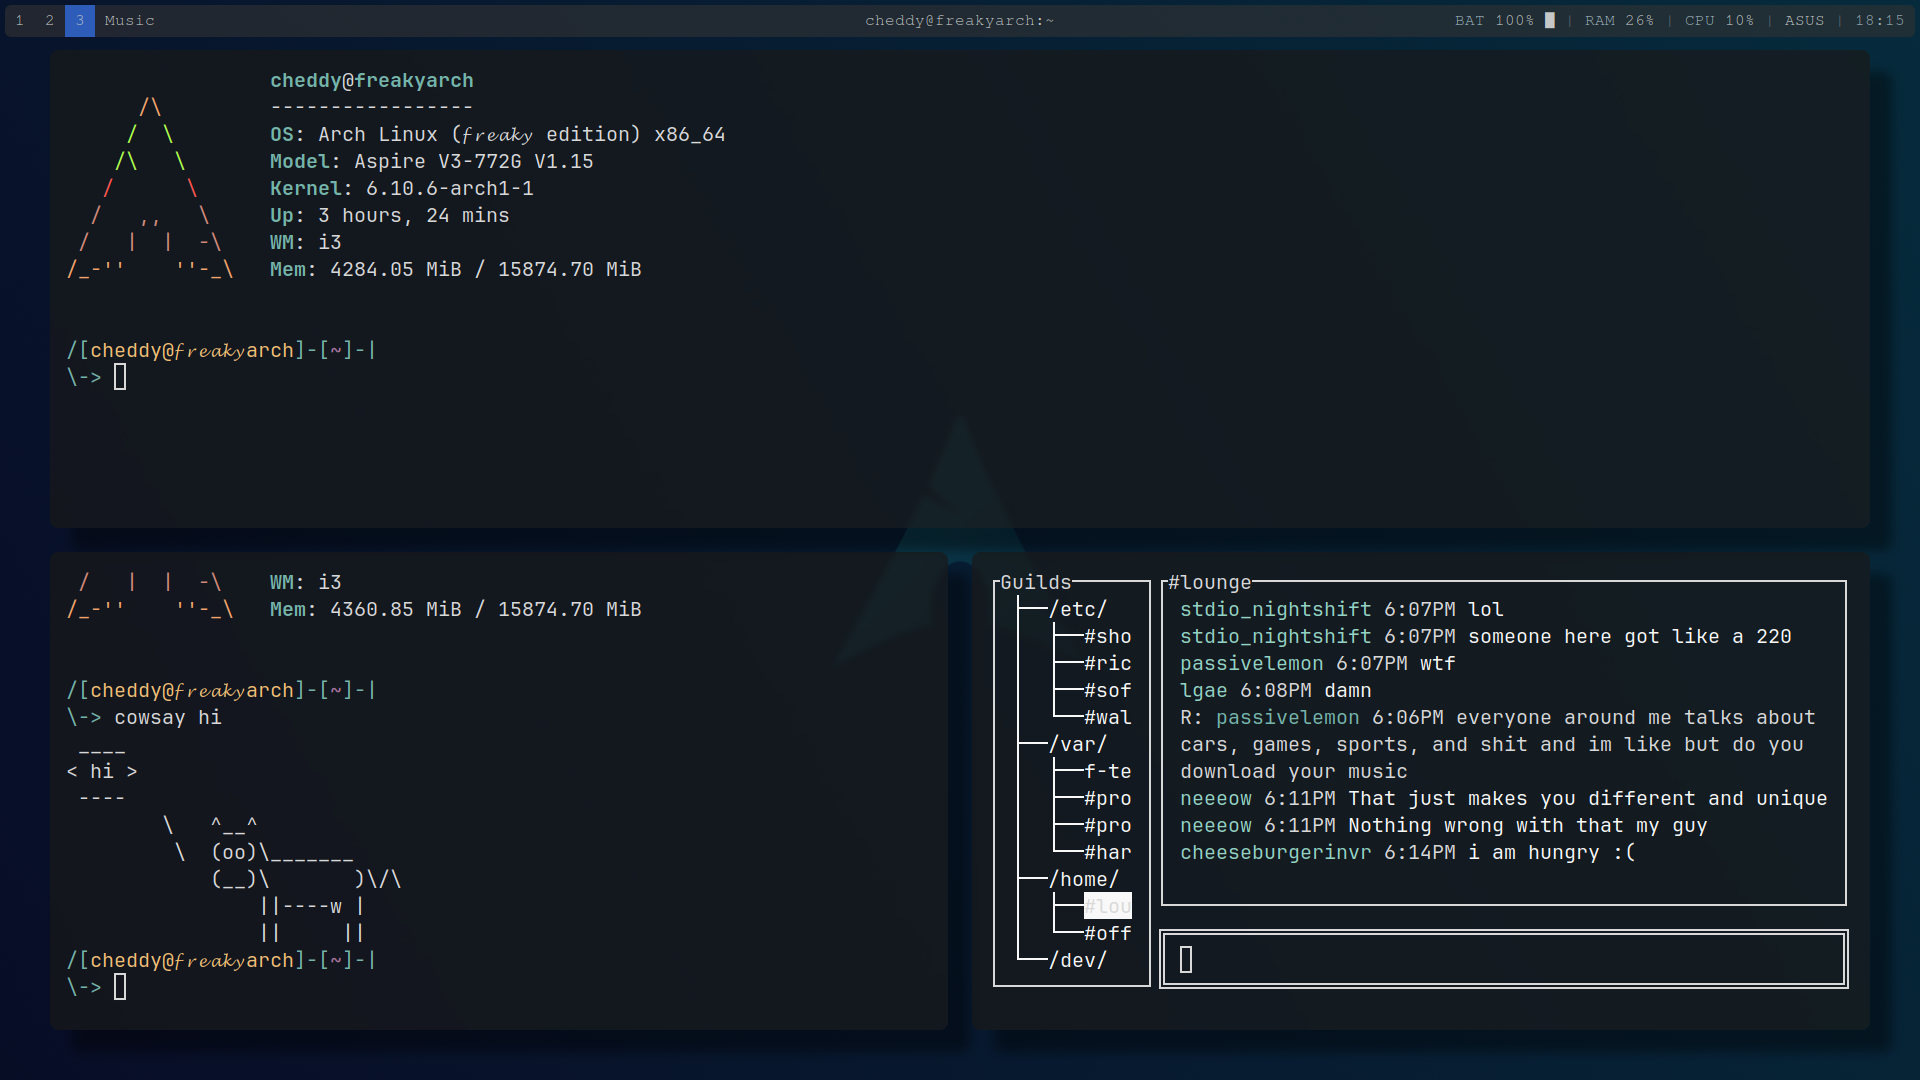 1 2 3 Music cheddy@freakyarch:~ BAT 100% █ | RAM 26% | CPU 10% | ASUS | 18:15
cheddy@freakyarch
/\ -----------------
/ \ OS: Arch Linux (𝓯𝓻𝓮𝓪𝓴𝔂 edition) x86_64
/\ \ Model: Aspire V3-772G V1.15
/ \ Kernel: 6.10.6-arch1-1
/ ,, \ Up: 3 hours, 24 mins
/ | | -\ WM: i3
/_-'' ''-_\ Mem: 4284.05 MiB / 15874.70 MiB
/[cheddy@𝓯𝓻𝓮𝓪𝓴𝔂arch]-[~]-|
\->
/ | | -\ WM: i3
/_-'' ''-_\ Mem: 4360.85 MiB / 15874.70 MiB
/[cheddy@𝓯𝓻𝓮𝓪𝓴𝔂arch]-[~]-|
\-> cowsay hi
 ____
< hi >
 ----
        \   ^__^
         \  (oo)\_______
            (__)\       )\/\
                ||----w |
                ||     ||
/[cheddy@𝓯𝓻𝓮𝓪𝓴𝔂arch]-[~]-|
\->
Guilds
/etc/
#sho
#ric
#sof
#wal
/var/
f-te
#pro
#pro
#har
/home/
#lou
#off
/dev/
#lounge
stdio_nightshift 6:07PM lol
stdio_nightshift 6:07PM someone here got like a 220
passivelemon 6:07PM wtf
lgae 6:08PM damn
R: passivelemon 6:06PM everyone around me talks about
cars, games, sports, and shit and im like but do you
download your music
neeeow 6:11PM That just makes you different and unique
neeeow 6:11PM Nothing wrong with that my guy
cheeseburgerinvr 6:14PM i am hungry :(